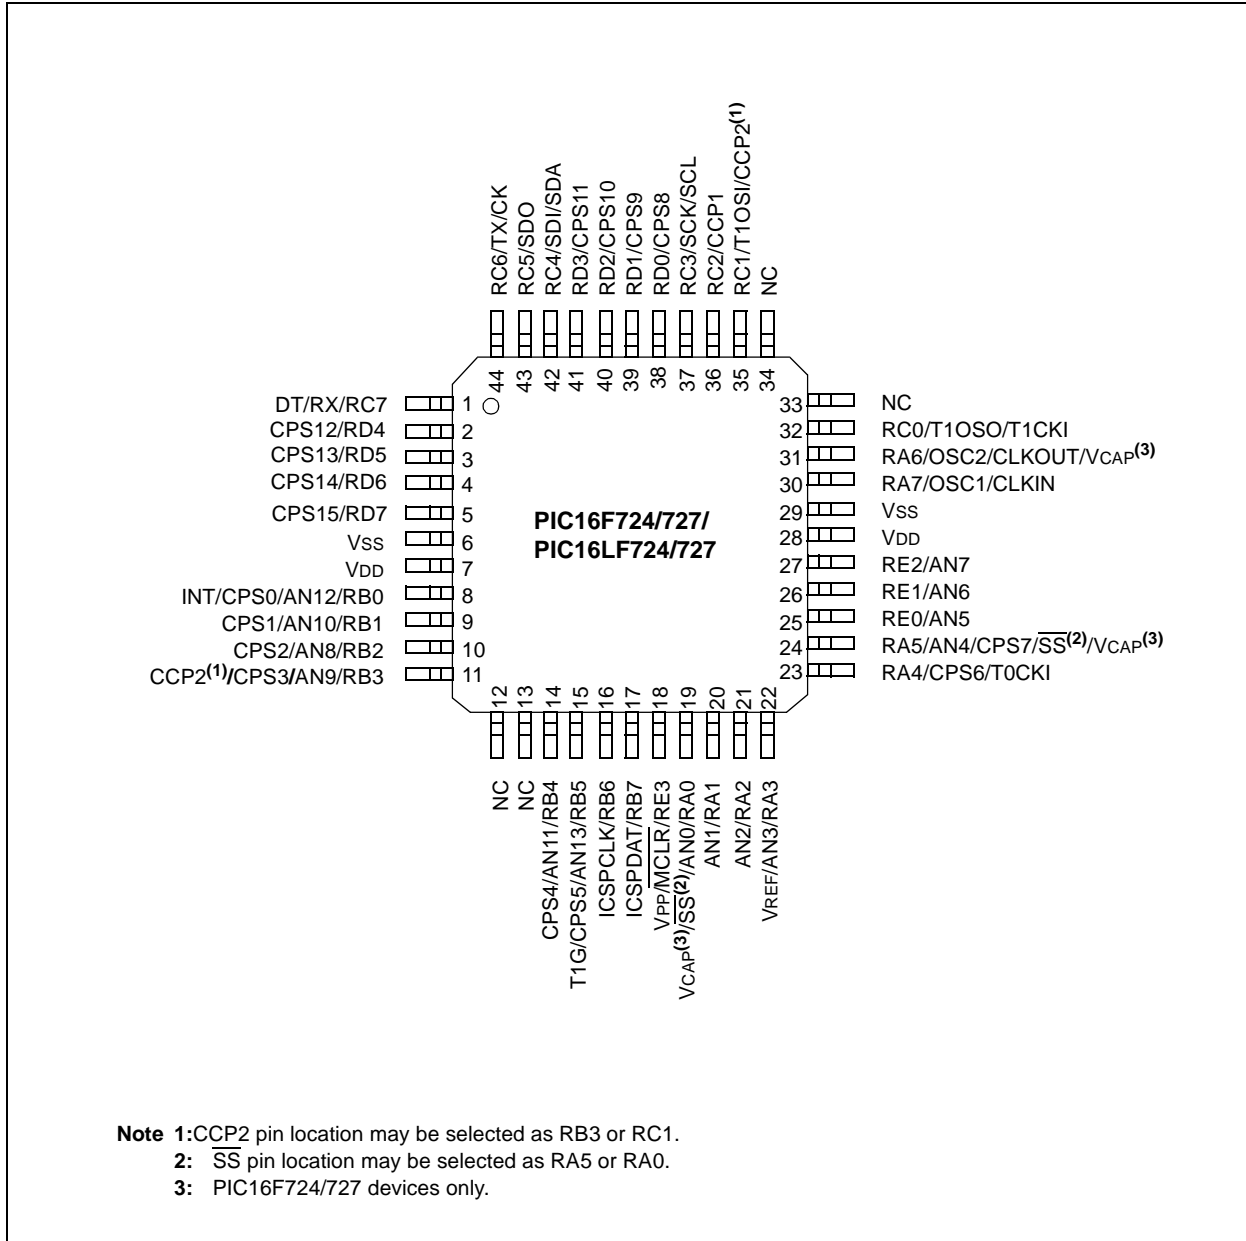 RC6/TX/CK
RC5/SDO
RC4/SDI/SDA
RD3/CPS11
RD2/CPS10
RD1/CPS9
RD0/CPS8
RC3/SCK/SCL
RC2/CCP1
RC1/T1OSI/CCP2(1)
NC
44
43
42
41
40
39
38
37
36
35
34
DT/RX/RC7 1
CPS12/RD4 2
CPS13/RD5 3
CPS14/RD6 4
CPS15/RD7 5
VSS 6
VDD 7
INT/CPS0/AN12/RB0 8
CPS1/AN10/RB1 9
CPS2/AN8/RB2 10
CCP2(1)/CPS3/AN9/RB3 11
PIC16F724/727/
PIC16LF724/727
33 NC
32 RC0/T1OSO/T1CKI
31 RA6/OSC2/CLKOUT/VCAP(3)
30 RA7/OSC1/CLKIN
29 VSS
28 VDD
27 RE2/AN7
26 RE1/AN6
25 RE0/AN5
24 RA5/AN4/CPS7/S̅S̅(2)/VCAP(3)
23 RA4/CPS6/T0CKI
12
13
14
15
16
17
18
19
20
21
22
NC
NC
CPS4/AN11/RB4
T1G/CPS5/AN13/RB5
ICSPCLK/RB6
ICSPDAT/RB7
VPP/M̅C̅L̅R̅/RE3
VCAP(3)/S̅S̅(2)/AN0/RA0
AN1/RA1
AN2/RA2
VREF/AN3/RA3
Note 1:CCP2 pin location may be selected as RB3 or RC1.
2: S̅S̅ pin location may be selected as RA5 or RA0.
3: PIC16F724/727 devices only.